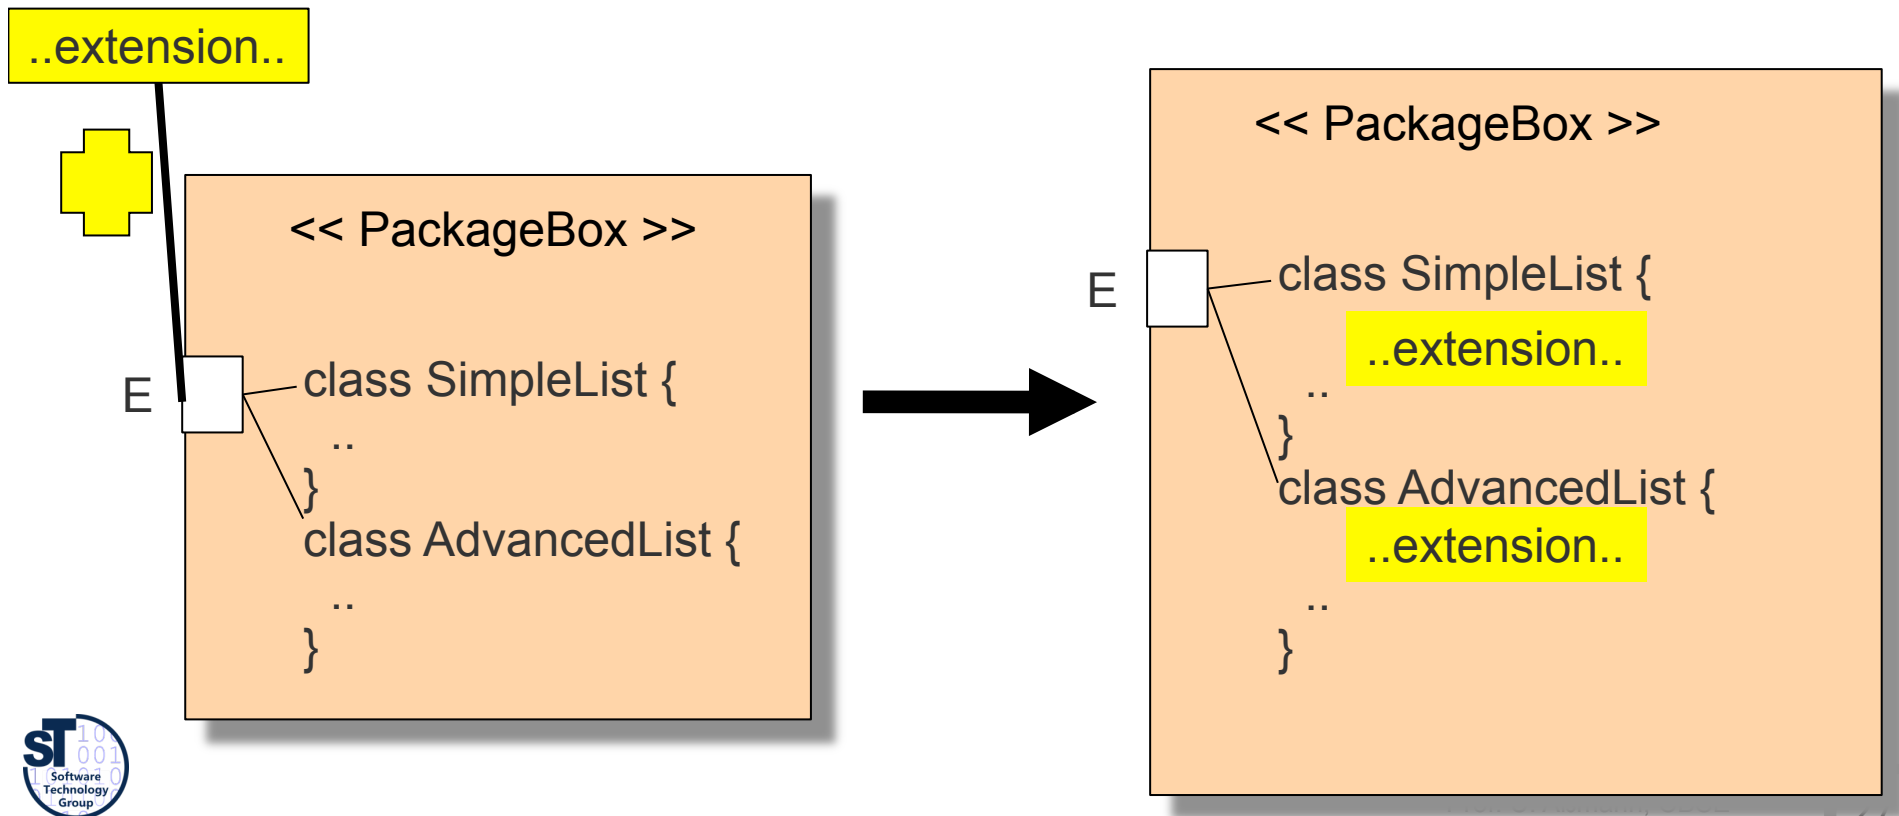 ..extension..
<< PackageBox >>
E
class SimpleList {
..
}
class AdvancedList {
..
}
<< PackageBox >>
E
class SimpleList {
..extension..
..
}
class AdvancedList {
..extension..
..
}
ST
Software
Technology
Group